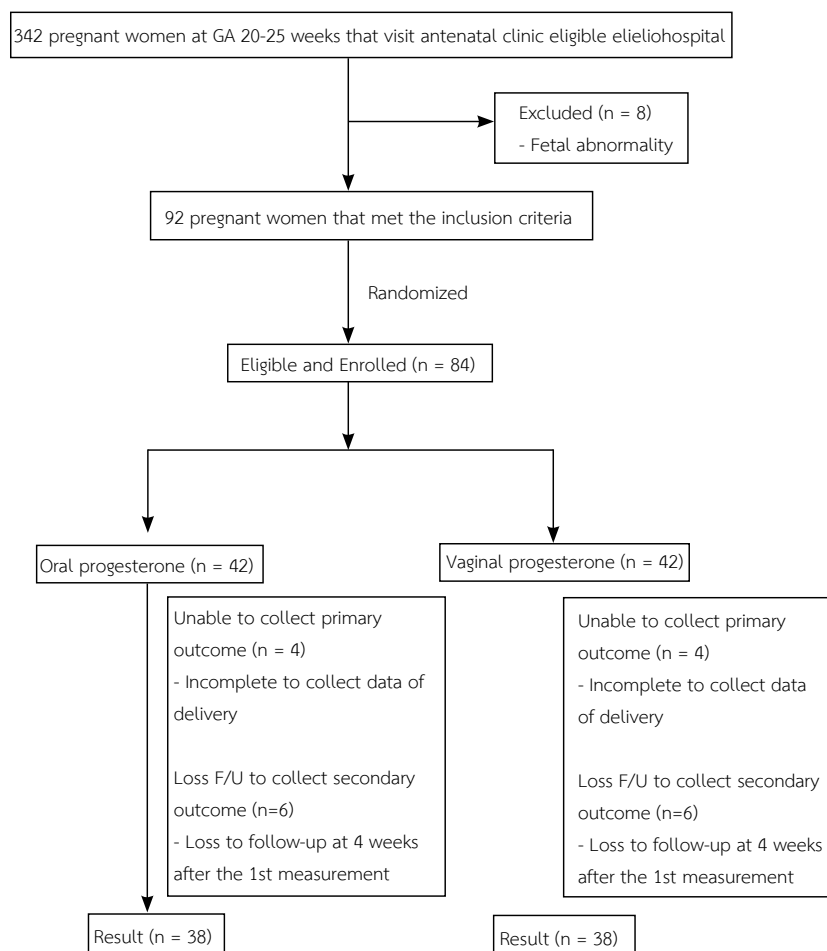 342 pregnant women at GA 20-25 weeks that visit antenatal clinic eligible elieliohospital
Excluded (n = 8)
- Fetal abnormality
92 pregnant women that met the inclusion criteria
Randomized
Eligible and Enrolled (n = 84)
Oral progesterone (n = 42)
Vaginal progesterone (n = 42)
Unable to collect primary
outcome (n = 4)
- Incomplete to collect data of
delivery
Loss F/U to collect secondary
outcome (n=6)
- Loss to follow-up at 4 weeks
after the 1st measurement
Unable to collect primary
outcome (n = 4)
- Incomplete to collect data
of delivery
Loss F/U to collect secondary
outcome (n=6)
- Loss to follow-up at 4 weeks
after the 1st measurement
Result (n = 38)
Result (n = 38)